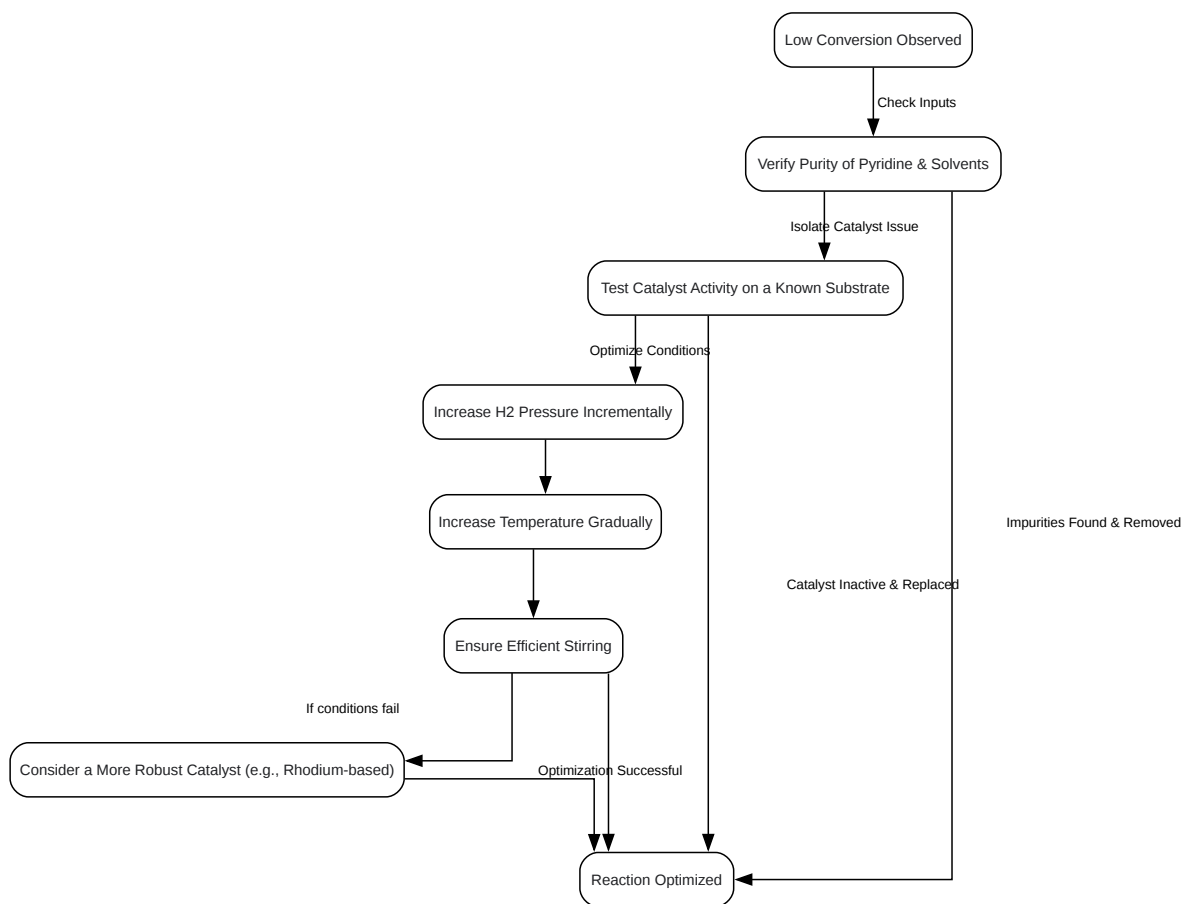 Low Conversion Observed
Check Inputs
Verify Purity of Pyridine & Solvents
Isolate Catalyst Issue
Test Catalyst Activity on a Known Substrate
Optimize Conditions
Increase H2 Pressure Incrementally
Increase Temperature Gradually
Impurities Found & Removed
Catalyst Inactive & Replaced
Ensure Efficient Stirring
If conditions fail
Consider a More Robust Catalyst (e.g., Rhodium-based)
Optimization Successful
Reaction Optimized